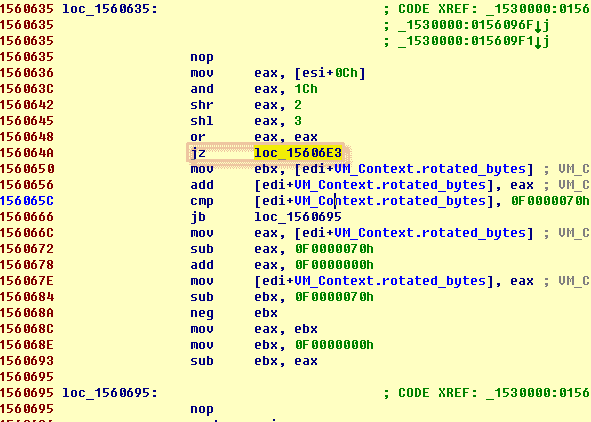 1560635 loc_1560635: ; CODE XREF: _1530000:0156
1560635 ; _1530000:0156096F↓j
1560635 ; _1530000:015609F1↓j
1560635 nop
1560636 mov eax, [esi+0Ch]
156063C and eax, 1Ch
1560642 shr eax, 2
1560645 shl eax, 3
1560648 or eax, eax
156064A jz loc_15606E3
1560650 mov ebx, [edi+VM_Context.rotated_bytes] ; VM_C
1560656 add [edi+VM_Context.rotated_bytes], eax ; VM_C
156065C cmp [edi+VM_Context.rotated_bytes], 0F0000070h
1560666 jb loc_1560695
156066C mov eax, [edi+VM_Context.rotated_bytes] ; VM_C
1560672 sub eax, 0F0000070h
1560678 add eax, 0F0000000h
156067E mov [edi+VM_Context.rotated_bytes], eax ; VM_C
1560684 sub ebx, 0F0000070h
156068A neg ebx
156068C mov eax, ebx
156068E mov ebx, 0F0000000h
1560693 sub ebx, eax
1560695
1560695 loc_1560695: ; CODE XREF: _1530000:0156
1560695 nop